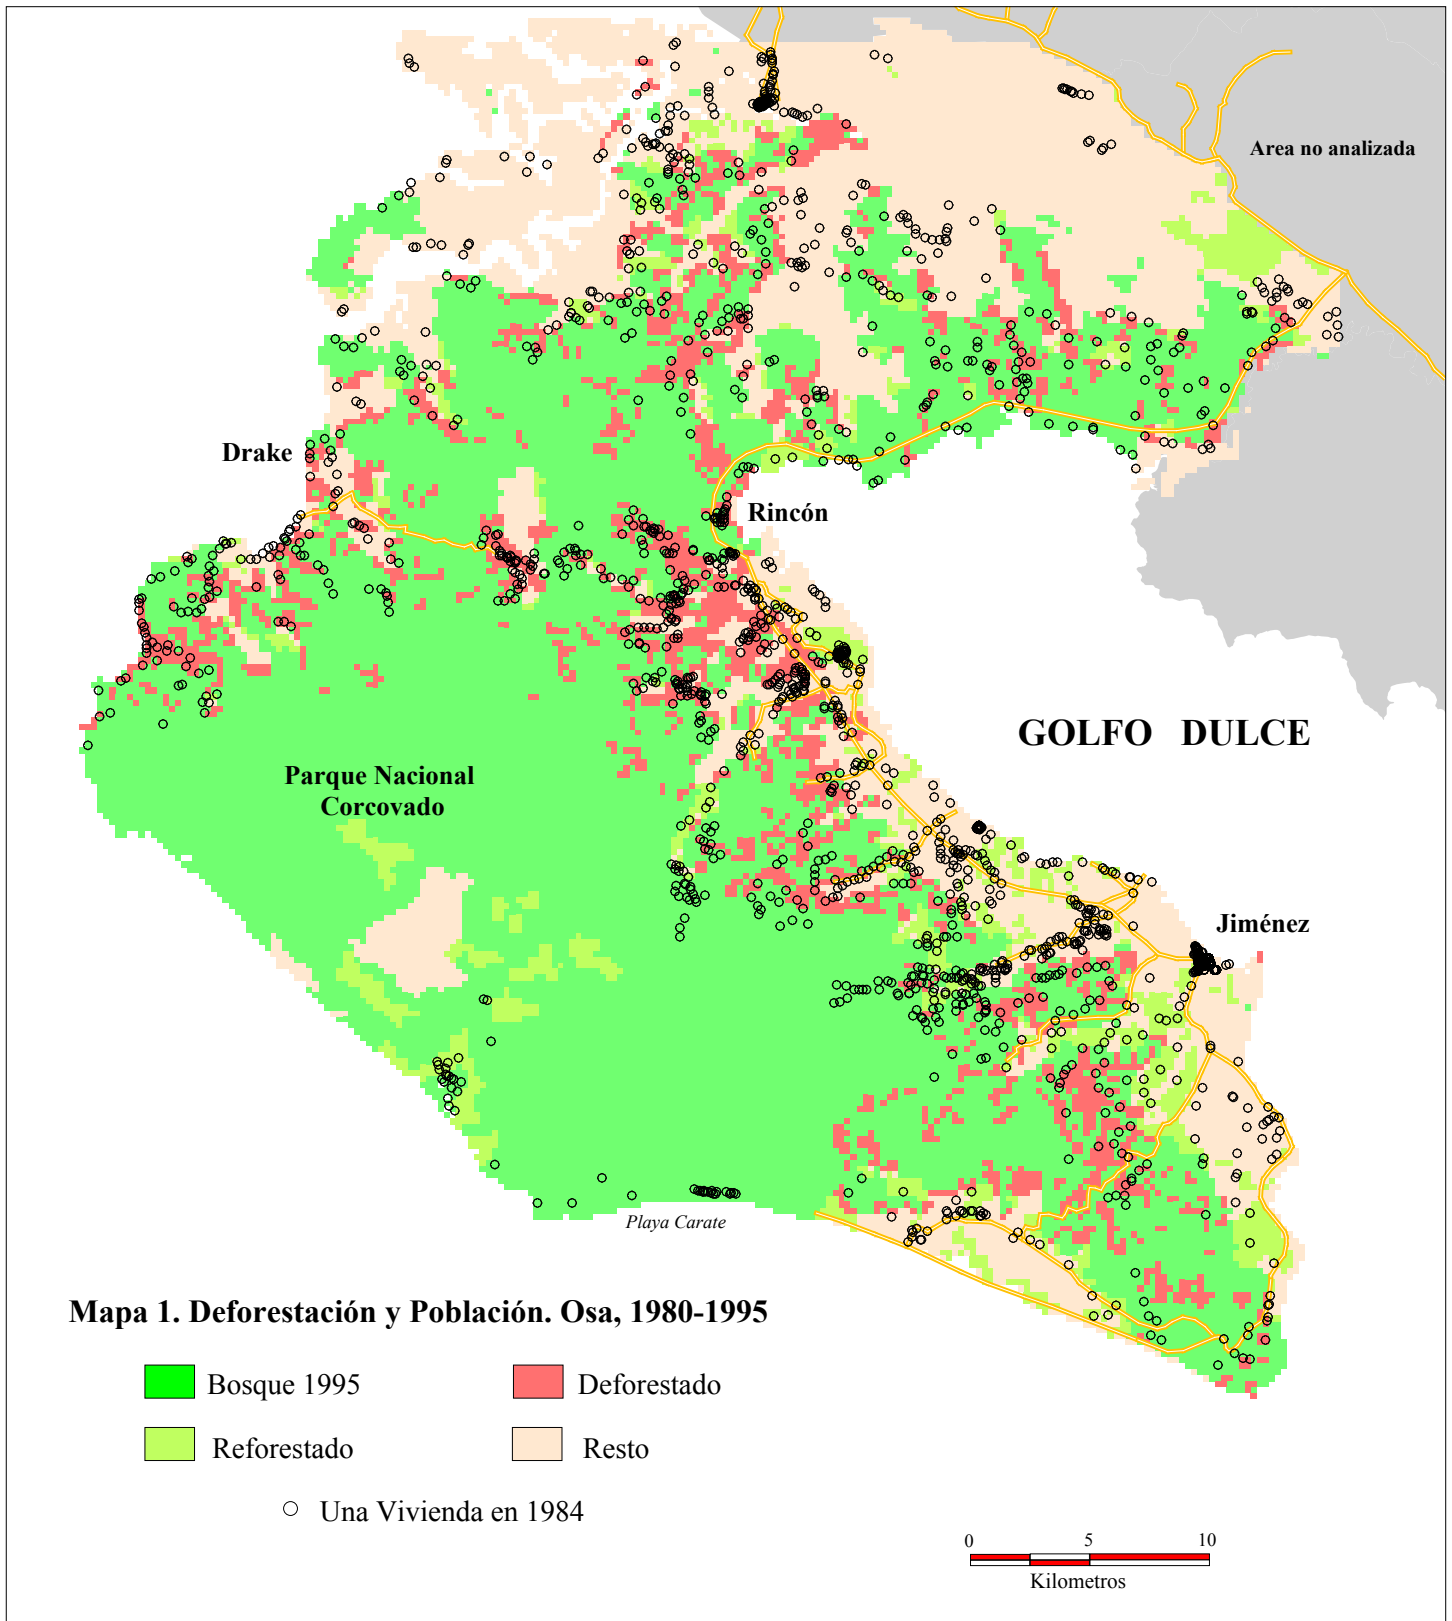 Area no analizada
Drake
Rincón
GOLFO DULCE
Parque Nacional
Corcovado
Jiménez
Playa Carate
Mapa 1. Deforestación y Población. Osa, 1980-1995
Bosque 1995
Deforestado
Reforestado
Resto
Una Vivienda en 1984
0 5 10
Kilometros